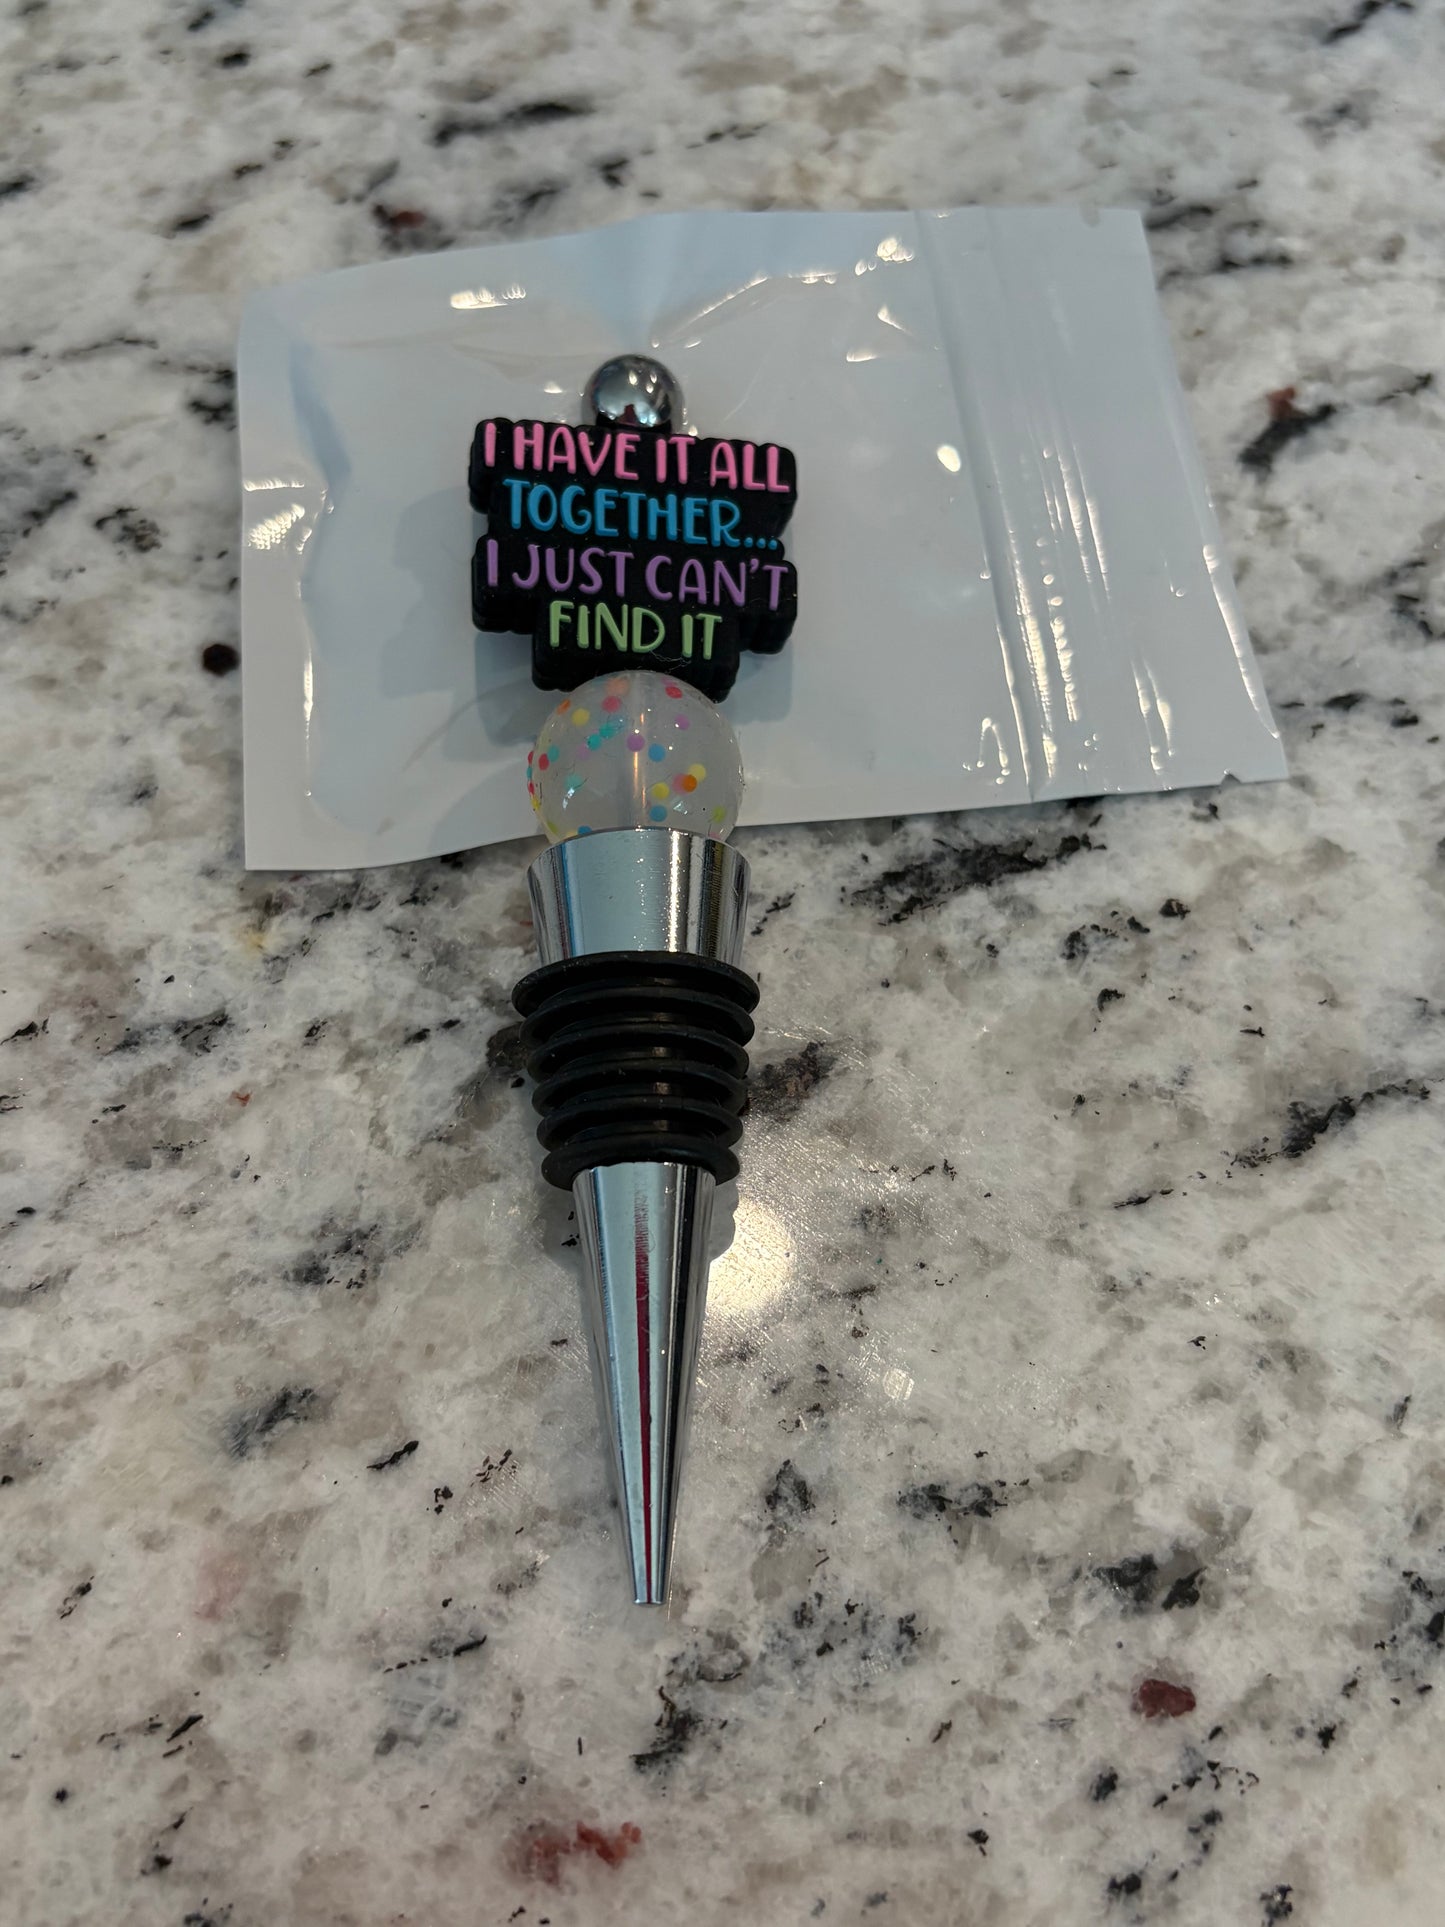 I HAVE IT ALL
TOGETHER...
I JUST CAN'T
FIND IT